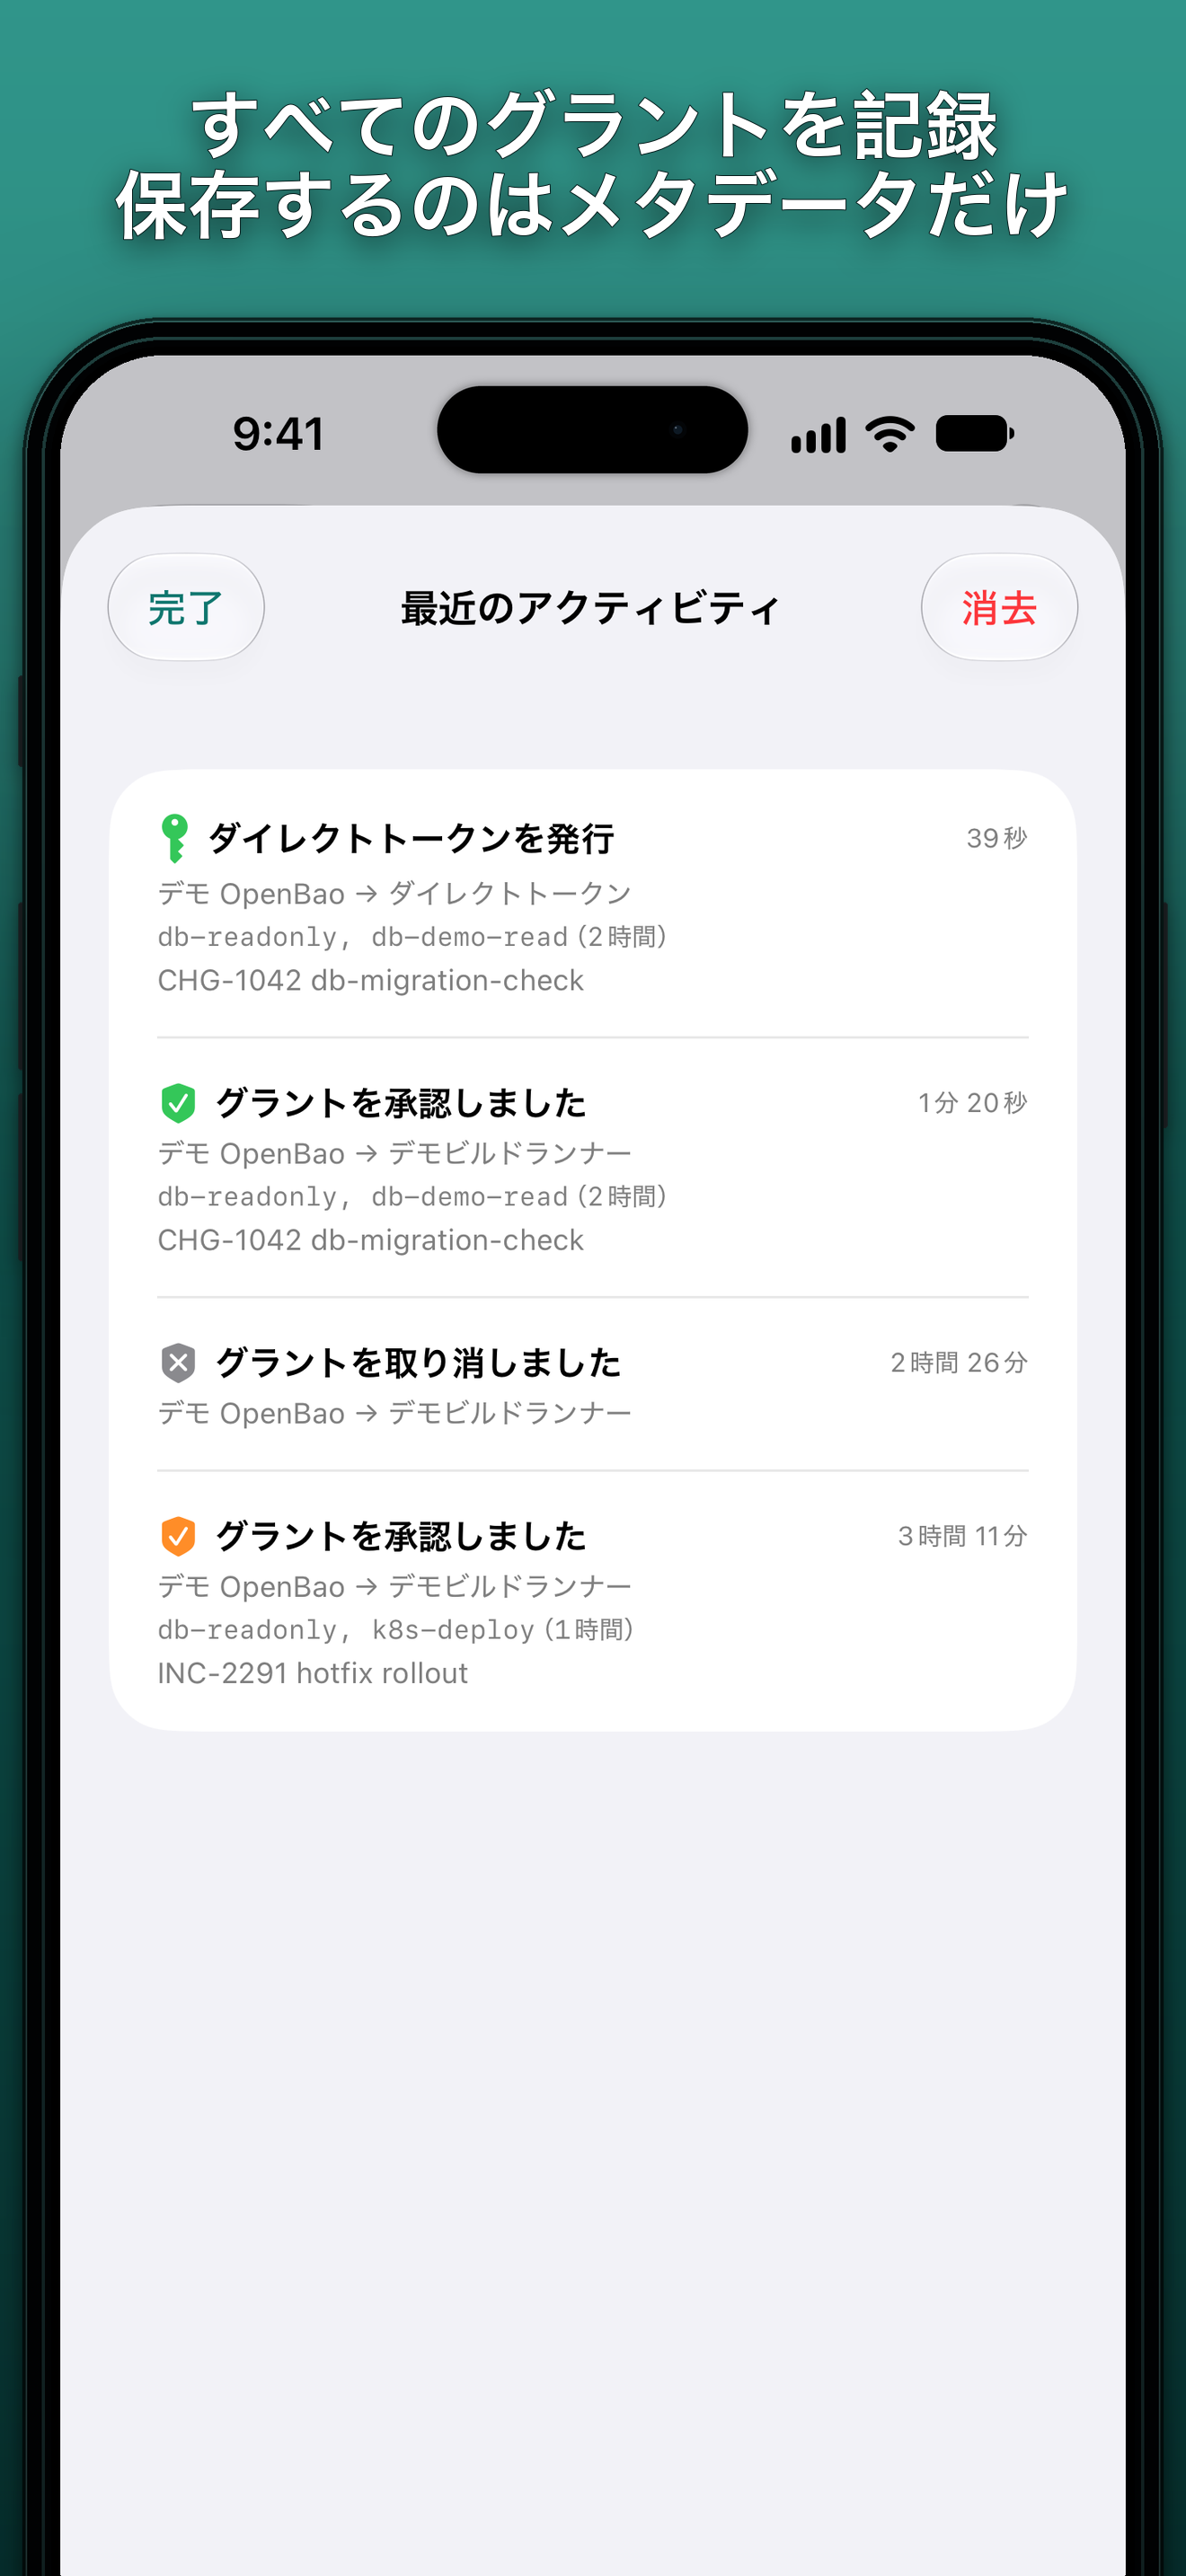 すべてのグラントを記録
保存するのはメタデータだけ
9:41
完了
最近のアクティビティ
消去
ダイレクトトークンを発行
39秒
デモ OpenBao → ダイレクトトークン
db-readonly, db-demo-read（2時間）
CHG-1042 db-migration-check
グラントを承認しました
1分 20秒
デモ OpenBao → デモビルドランナー
db-readonly, db-demo-read（2時間）
CHG-1042 db-migration-check
グラントを取り消しました
2時間 26分
デモ OpenBao → デモビルドランナー
グラントを承認しました
3時間 11分
デモ OpenBao → デモビルドランナー
db-readonly, k8s-deploy（1時間）
INC-2291 hotfix rollout